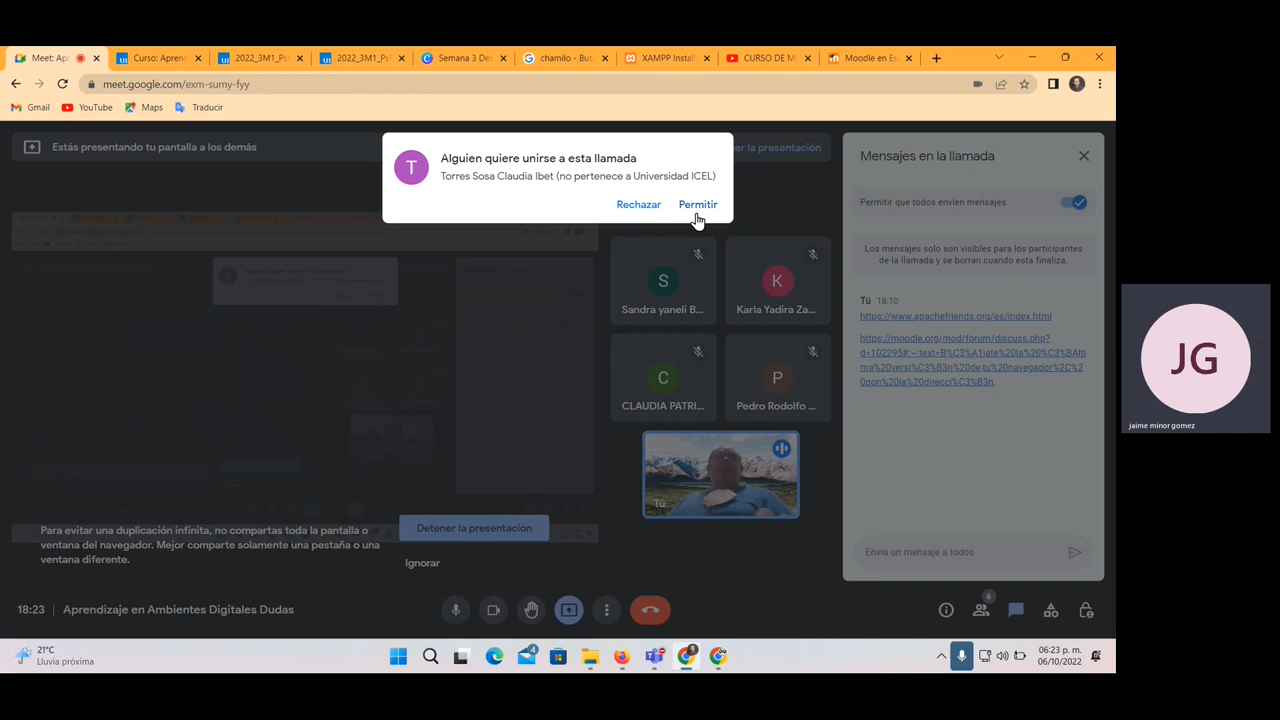 Meet: Ap
Curso: Aprend
2022_3M1_Psi
2022_3M1_Psi
Semana 3 Des
chamilo - Bus
XAMPP Install
CURSO DE M
Moodle en Es
meet.google.com/exm-sumy-fyy
Gmail
YouTube
Maps
Traducir
Estás presentando tu pantalla a los demás
er la presentación
T
Alguien quiere unirse a esta llamada
Torres Sosa Claudia Ibet (no pertenece a Universidad ICEL)
Rechazar
Permitir
S
Sandra yaneli B...
K
Karla Yadira Za...
C
CLAUDIA PATRI...
P
Pedro Rodolfo ...
Tú
Para evitar una duplicación infinita, no compartas toda la pantalla o
ventana del navegador. Mejor comparte solamente una pestaña o una
ventana diferente.
Detener la presentación
Ignorar
Mensajes en la llamada
Permitir que todos envíen mensajes
Los mensajes solo son visibles para los participantes
de la llamada y se borran cuando esta finaliza.
Tú 18:10
https://www.apachefriends.org/es/index.html
https://moodle.org/mod/forum/discuss.php?
d=102295#:~:text=B%C3%A1jate%20la%20%C3%BAlti
ma%20versi%C3%B3n%20de,tu%20navegador%2C%2
0pon%20la%20direcci%C3%B3n.
Envía un mensaje a todos
18:23
Aprendizaje en Ambientes Digitales Dudas
6
JG
jaime minor gomez
21°C
Lluvia próxima
4
06:23 p. m.
06/10/2022